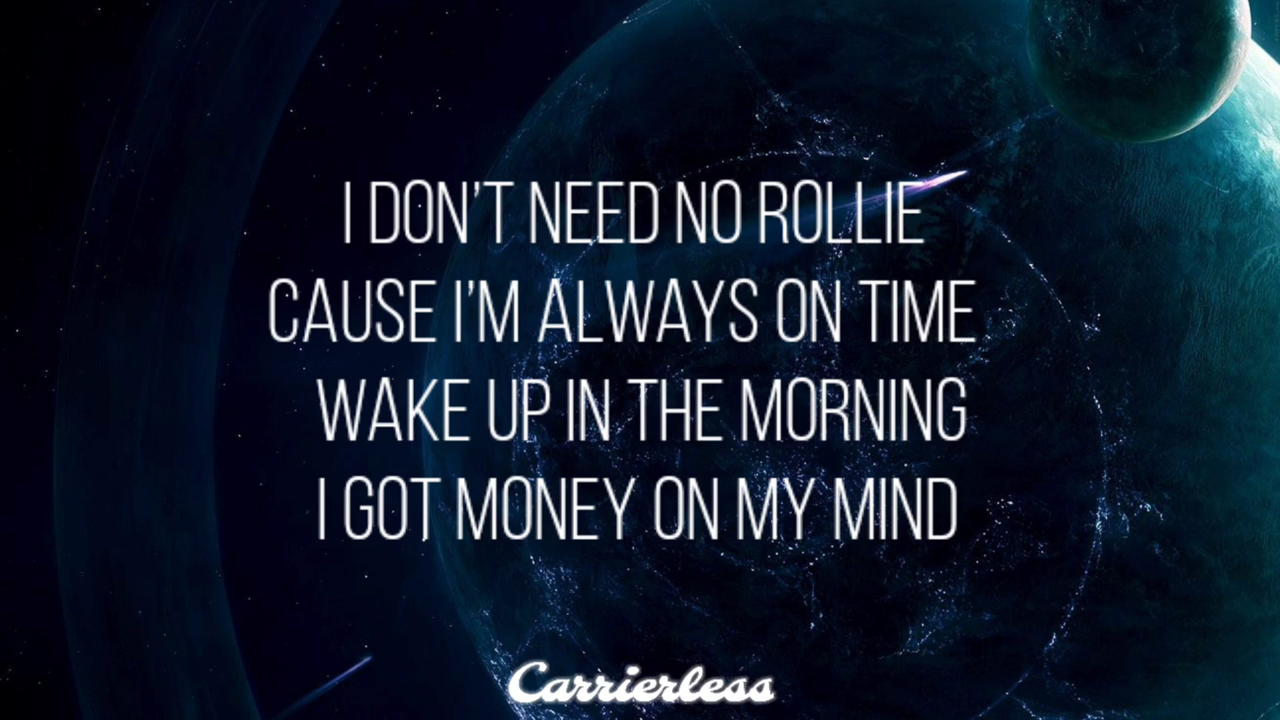 I DON'T NEED NO ROLLIE
CAUSE I'M ALWAYS ON TIME
WAKE UP IN THE MORNING
I GOT MONEY ON MY MIND
Carrierless